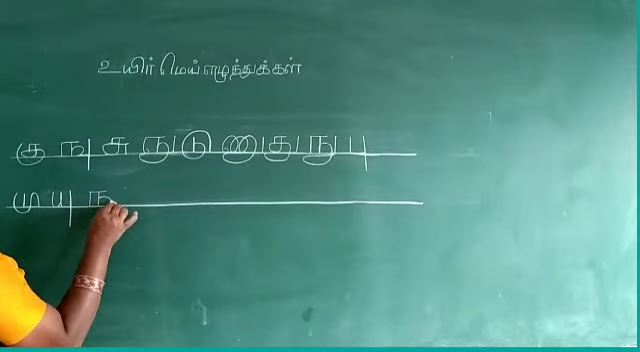 உயிர் மெய் எழுத்துக்கள்
கு ஙு சு ஞு டு ணு து நு பு
மு யு